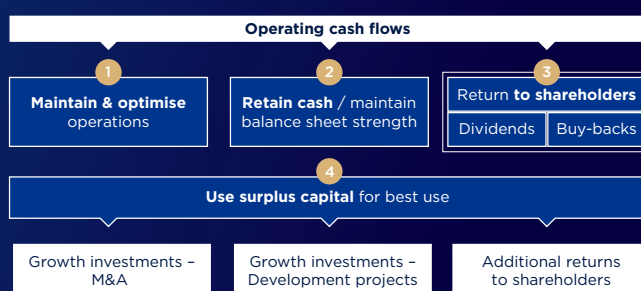 Operating cash flows
1
2
3
Maintain & optimise
operations
Retain cash / maintain
balance sheet strength
Return to shareholders
Dividends
Buy-backs
4
Use surplus capital for best use
Growth investments –
M&A
Growth investments –
Development projects
Additional returns
to shareholders